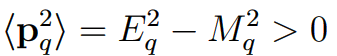 ⟨𝐩_q^2⟩ = E_q^2 − M_q^2 > 0